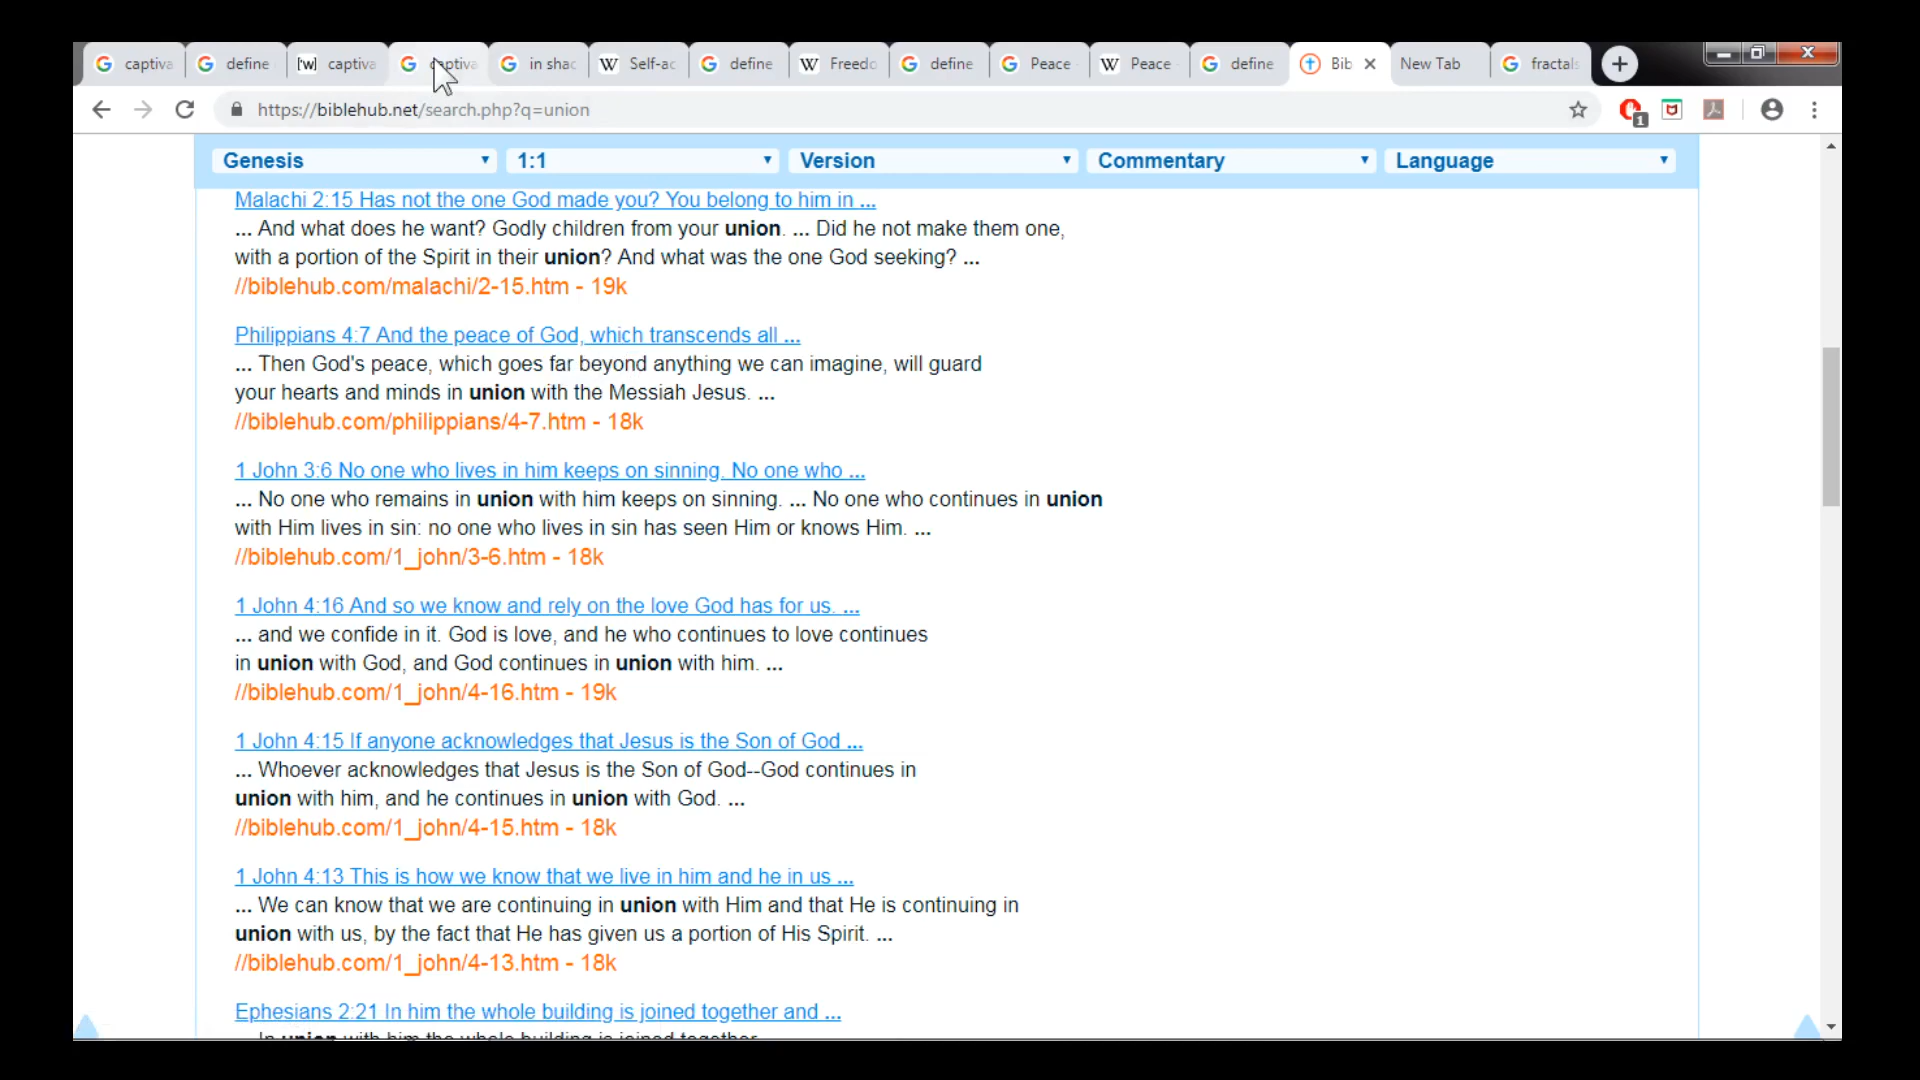 captiva
define
captiva
captiva
in shac
Self-ac
define
Freedo
define
Peace
Peace
define
Bib
New Tab
fractals
https://biblehub.net/search.php?q=union
1
Genesis
1:1
Version
Commentary
Language
Malachi 2:15 Has not the one God made you? You belong to him in ...
... And what does he want? Godly children from your union. ... Did he not make them one,
with a portion of the Spirit in their union? And what was the one God seeking? ...
//biblehub.com/malachi/2-15.htm - 19k
Philippians 4:7 And the peace of God, which transcends all ...
... Then God's peace, which goes far beyond anything we can imagine, will guard
your hearts and minds in union with the Messiah Jesus. ...
//biblehub.com/philippians/4-7.htm - 18k
1 John 3:6 No one who lives in him keeps on sinning. No one who ...
... No one who remains in union with him keeps on sinning. ... No one who continues in union
with Him lives in sin: no one who lives in sin has seen Him or knows Him. ...
//biblehub.com/1_john/3-6.htm - 18k
1 John 4:16 And so we know and rely on the love God has for us. ...
... and we confide in it. God is love, and he who continues to love continues
in union with God, and God continues in union with him. ...
//biblehub.com/1_john/4-16.htm - 19k
1 John 4:15 If anyone acknowledges that Jesus is the Son of God ...
... Whoever acknowledges that Jesus is the Son of God--God continues in
union with him, and he continues in union with God. ...
//biblehub.com/1_john/4-15.htm - 18k
1 John 4:13 This is how we know that we live in him and he in us ...
... We can know that we are continuing in union with Him and that He is continuing in
union with us, by the fact that He has given us a portion of His Spirit. ...
//biblehub.com/1_john/4-13.htm - 18k
Ephesians 2:21 In him the whole building is joined together and ...
In union with him the whole building is joined together